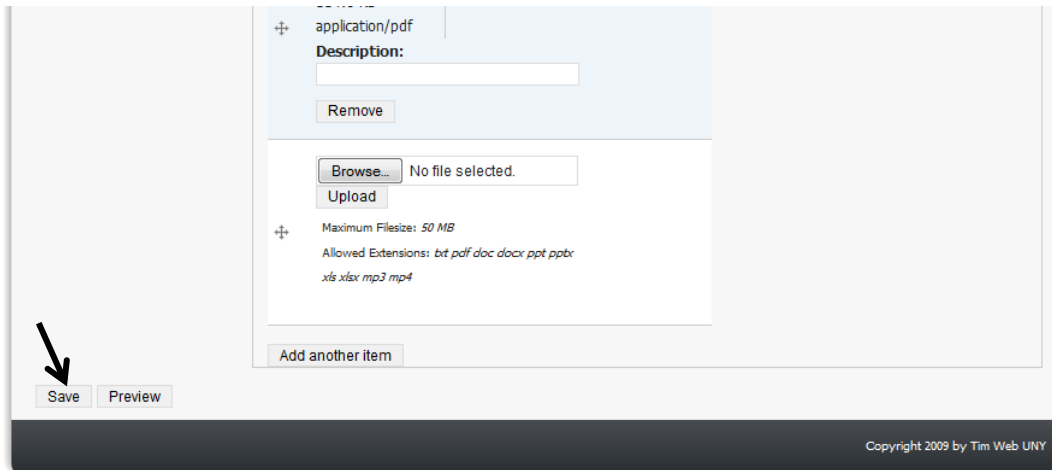 application/pdf
Description:
Remove
Browse... No file selected.
Upload
Maximum Filesize: 50 MB
Allowed Extensions: txt pdf doc docx ppt pptx
xls xlsx mp3 mp4
Add another item
Save Preview
Copyright 2009 by Tim Web UNY